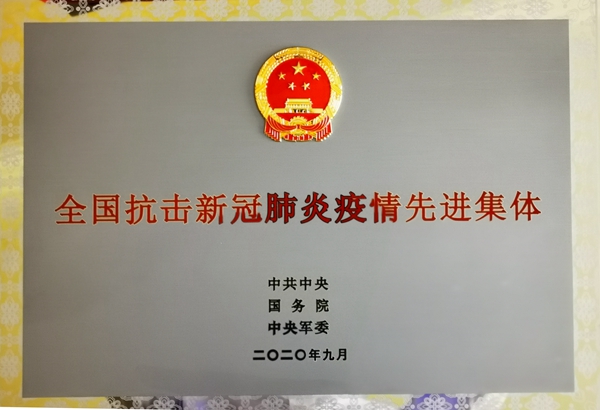 全国抗击新冠肺炎疫情先进集体
中共中央
国务院
中央军委
二〇二〇年九月